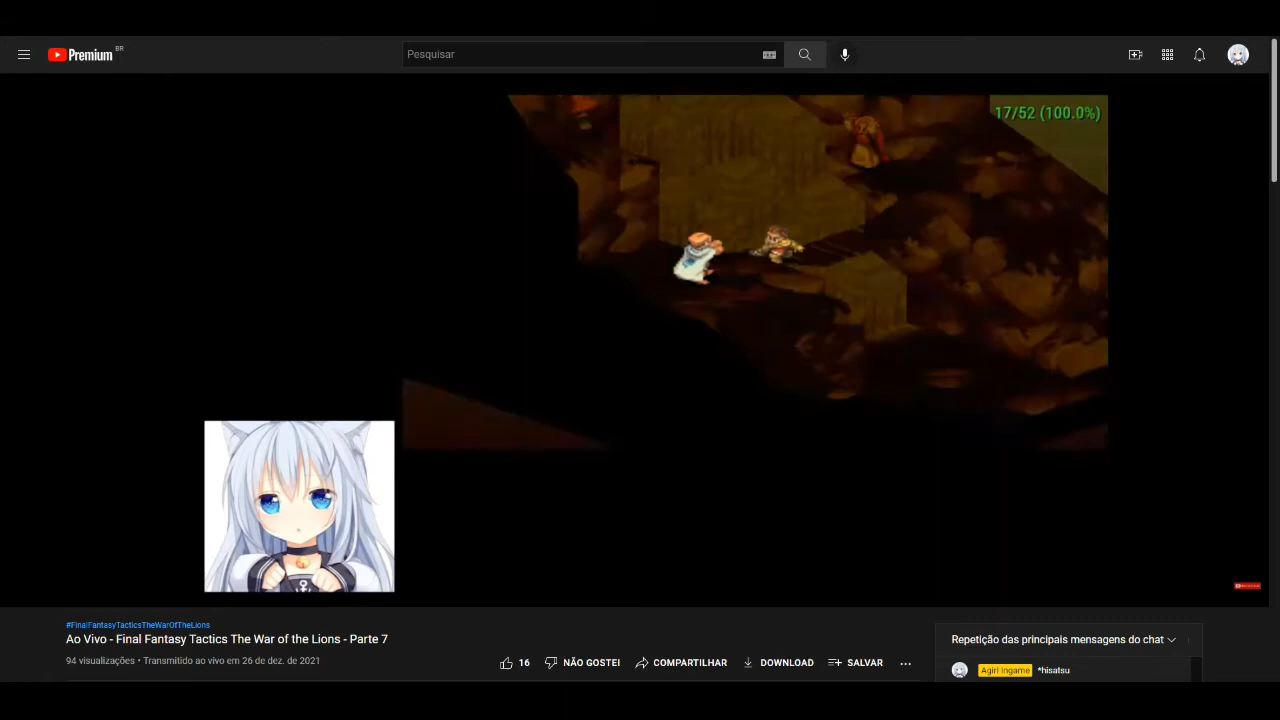 Premium BR
Pesquisar
17/52 (100.0%)
#FinalFantasyTacticsTheWarOfTheLions
Ao Vivo - Final Fantasy Tactics The War of the Lions - Parte 7
94 visualizações • Transmitido ao vivo em 26 de dez. de 2021
16
NÃO GOSTEI
COMPARTILHAR
DOWNLOAD
SALVAR
Repetição das principais mensagens do chat
Agirl Ingame *hisatsu